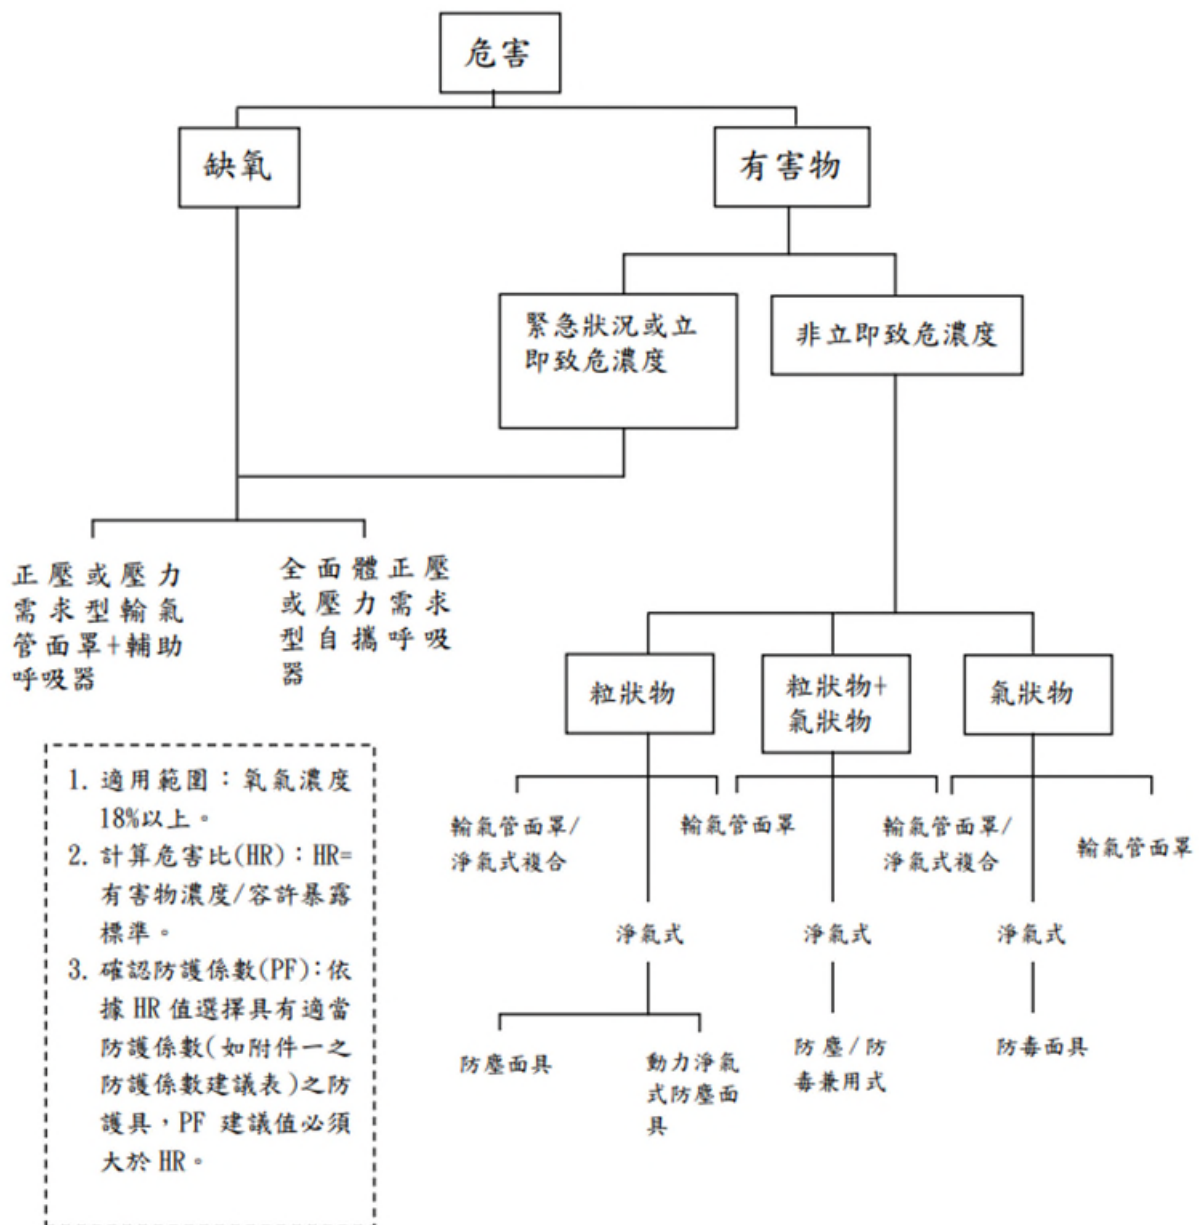 危害
缺氧
有害物
緊急狀況或立
即致危濃度
非立即致危濃度
正壓或壓力
需求型輸氣
管面罩+輔助
呼吸器
全面體正壓
或壓力需求
型自攜呼吸
器
粒狀物
粒狀物+
氣狀物
氣狀物
輸氣管面罩/
淨氣式複合
輸氣管面罩
輸氣管面罩/
淨氣式複合
輸氣管面罩
淨氣式
淨氣式
淨氣式
防塵面具
動力淨氣
式防塵面
具
防塵/防
毒兼用式
防毒面具
1. 適用範圍：氧氣濃度
18%以上。
2. 計算危害比(HR)：HR=
有害物濃度/容許暴露
標準。
3. 確認防護係數(PF)：依
據 HR 值選擇具有適當
防護係數(如附件一之
防護係數建議表)之防
護具，PF 建議值必須
大於 HR。